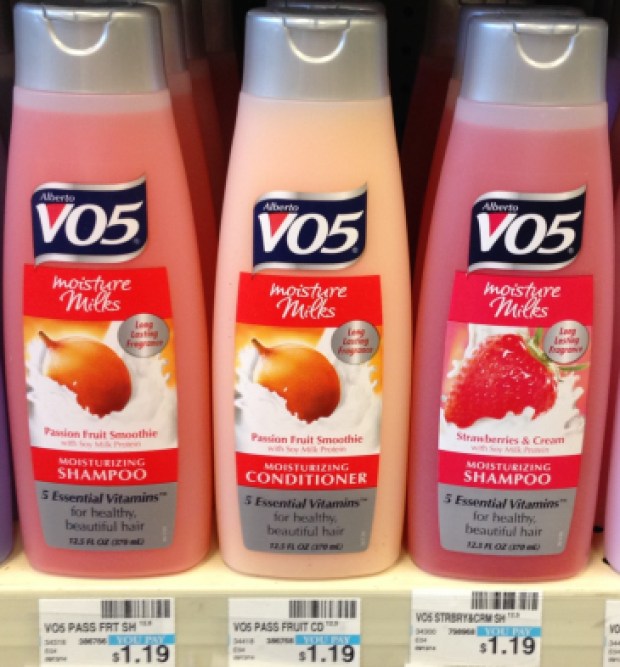 Alberto
VO5
moisture
Milks
Long
Lasting
Fragrance
Passion Fruit Smoothie
with Soy Milk Protein
MOISTURIZING
SHAMPOO
5 Essential Vitamins™
for healthy,
beautiful hair
12.5 FL OZ (370 mL)
Alberto
VO5
moisture
Milks
Long
Lasting
Fragrance
Passion Fruit Smoothie
with Soy Milk Protein
MOISTURIZING
CONDITIONER
5 Essential Vitamins™
for healthy,
beautiful hair
12.5 FL OZ (370 mL)
Alberto
VO5
moisture
Milks
Long
Lasting
Fragrance
Strawberries & Cream
with Soy Milk Protein
MOISTURIZING
SHAMPOO
5 Essential Vitamins™
for healthy,
beautiful hair
12.5 FL OZ (370 mL)
VO5 PASS FRT SH
YOU PAY
$1.19
VO5 PASS FRUIT CD
YOU PAY
$1.19
VO5 STRBRY&CRM SH
YOU PAY
$1.19
VO